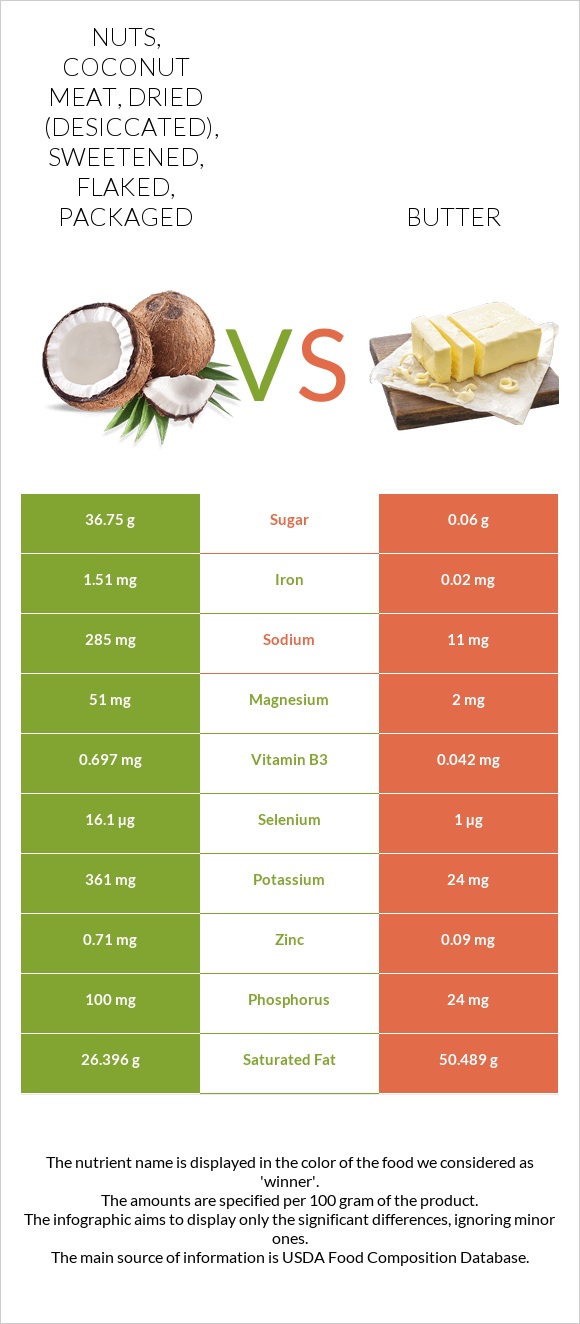 NUTS,
COCONUT
MEAT, DRIED
(DESICCATED),
SWEETENED,
FLAKED,
PACKAGED
BUTTER
VS
36.75 g Sugar 0.06 g
1.51 mg Iron 0.02 mg
285 mg Sodium 11 mg
51 mg Magnesium 2 mg
0.697 mg Vitamin B3 0.042 mg
16.1 µg Selenium 1 µg
361 mg Potassium 24 mg
0.71 mg Zinc 0.09 mg
100 mg Phosphorus 24 mg
26.396 g Saturated Fat 50.489 g
The nutrient name is displayed in the color of the food we considered as
'winner'.
The amounts are specified per 100 gram of the product.
The infographic aims to display only the significant differences, ignoring minor
ones.
The main source of information is USDA Food Composition Database.